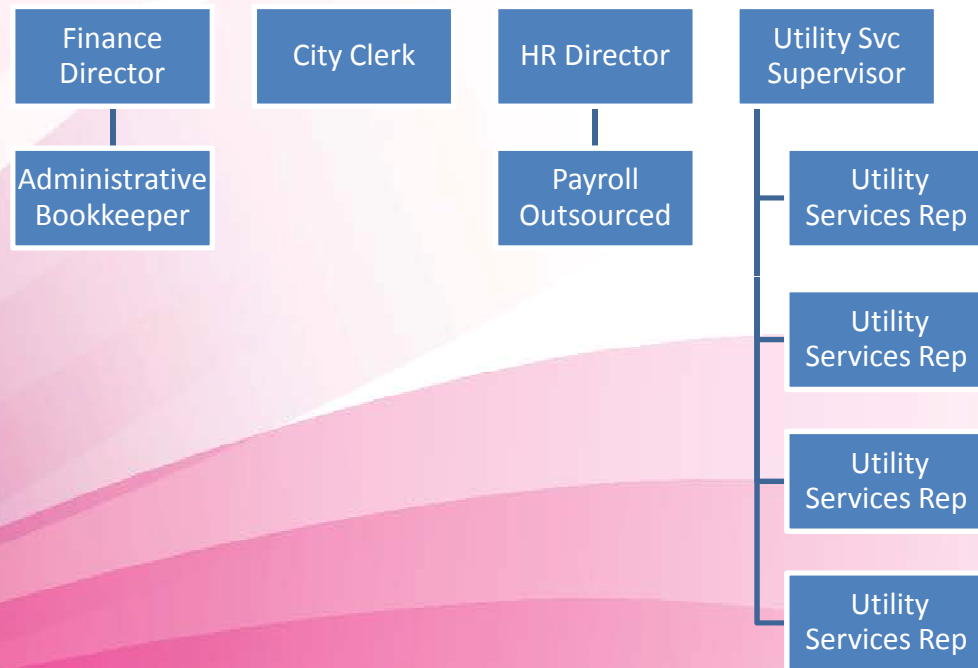 Finance
Director
City Clerk
HR Director
Utility Svc
Supervisor
Administrative
Bookkeeper
Payroll
Outsourced
Utility
Services Rep
Utility
Services Rep
Utility
Services Rep
Utility
Services Rep